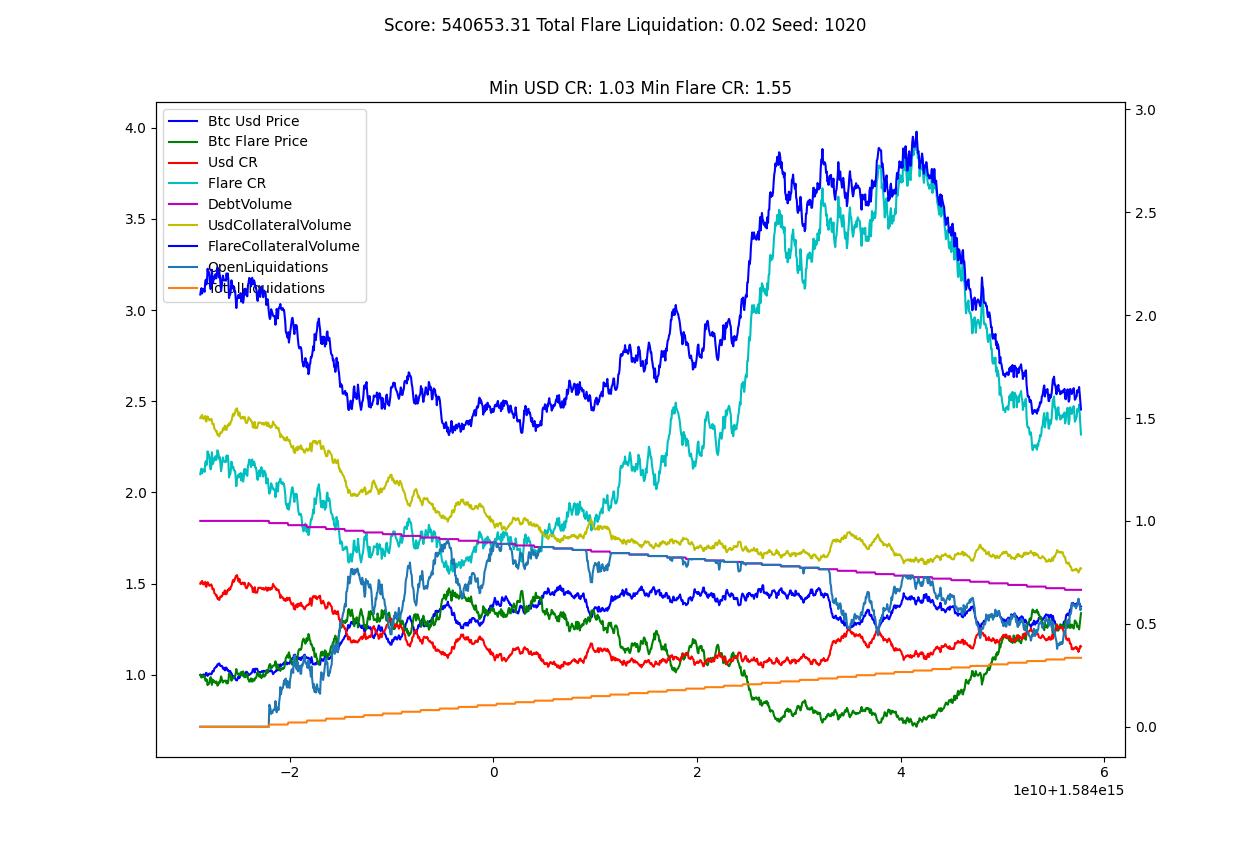 Score: 540653.31 Total Flare Liquidation: 0.02 Seed: 1020
Min USD CR: 1.03 Min Flare CR: 1.55
Btc Usd Price
Btc Flare Price
Usd CR
Flare CR
DebtVolume
UsdCollateralVolume
FlareCollateralVolume
OpenLiquidations
TotalLiquidations
4.0
3.5
3.0
2.5
2.0
1.5
1.0
3.0
2.5
2.0
1.5
1.0
0.5
0.0
−2
0
2
4
6
1e10+1.584e15